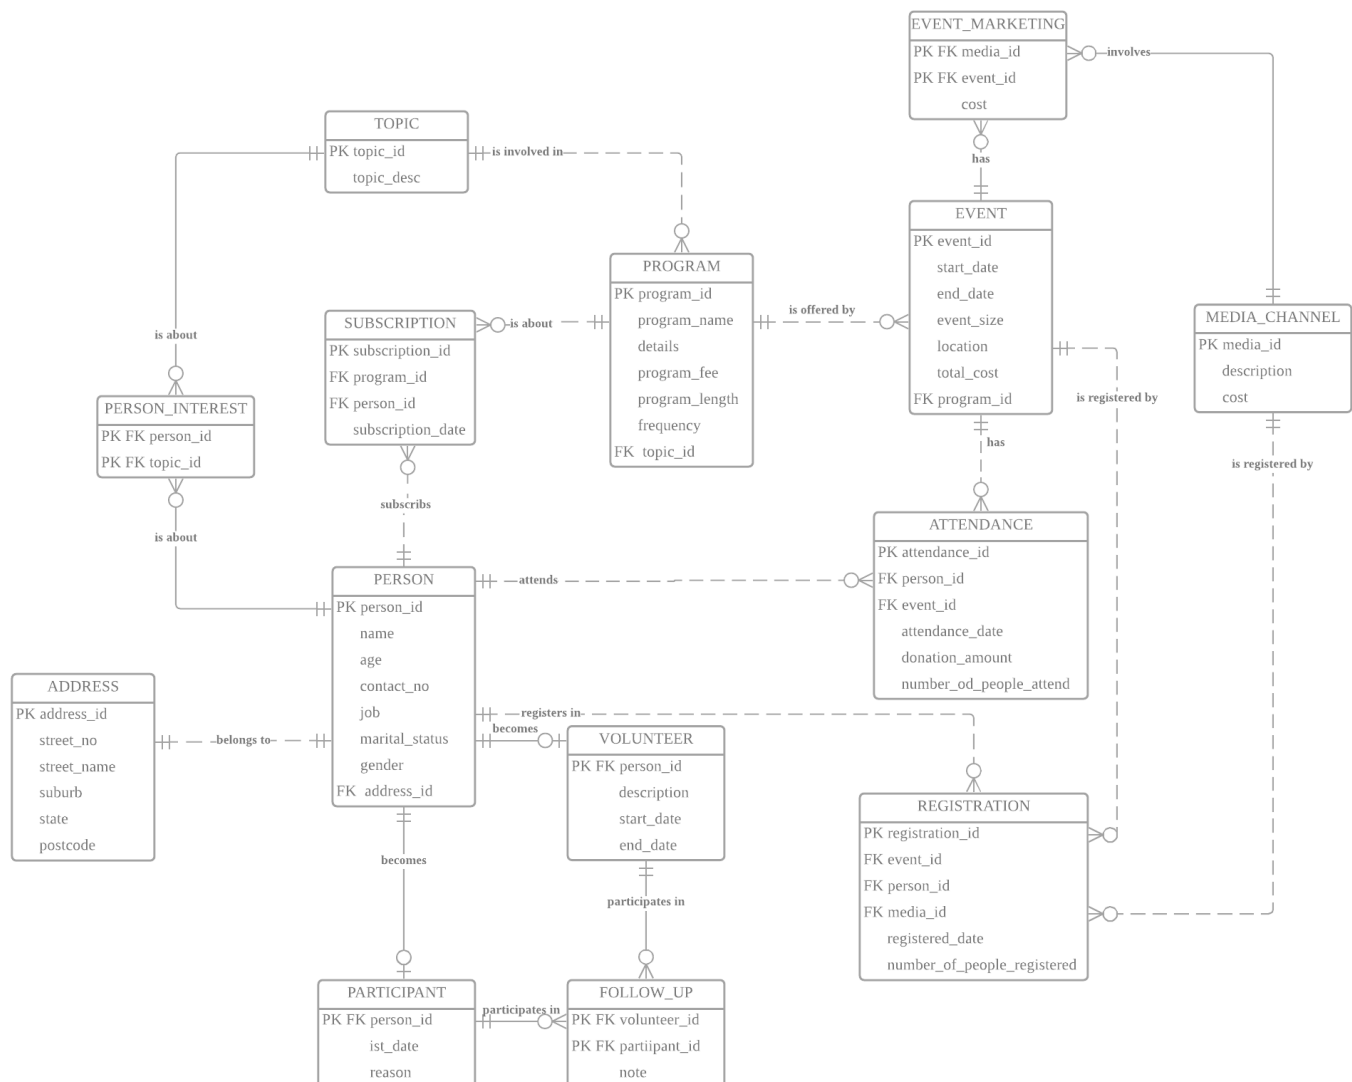 EVENT_MARKETING
PK FK media_id
PK FK event_id
cost
involves
has
TOPIC
PK topic_id
topic_desc
is involved in
is about
PROGRAM
PK program_id
program_name
details
program_fee
program_length
frequency
FK topic_id
is offered by
EVENT
PK event_id
start_date
end_date
event_size
location
total_cost
FK program_id
is registered by
has
MEDIA_CHANNEL
PK media_id
description
cost
is registered by
SUBSCRIPTION
PK subscription_id
FK program_id
FK person_id
subscription_date
is about
subscribs
PERSON_INTEREST
PK FK person_id
PK FK topic_id
is about
PERSON
PK person_id
name
age
contact_no
job
marital_status
gender
FK address_id
attends
registers in
becomes
belongs to
becomes
ADDRESS
PK address_id
street_no
street_name
suburb
state
postcode
ATTENDANCE
PK attendance_id
FK person_id
FK event_id
attendance_date
donation_amount
number_od_people_attend
VOLUNTEER
PK FK person_id
description
start_date
end_date
participates in
REGISTRATION
PK registration_id
FK event_id
FK person_id
FK media_id
registered_date
number_of_people_registered
PARTICIPANT
PK FK person_id
ist_date
reason
participates in
FOLLOW_UP
PK FK volunteer_id
PK FK partiipant_id
note